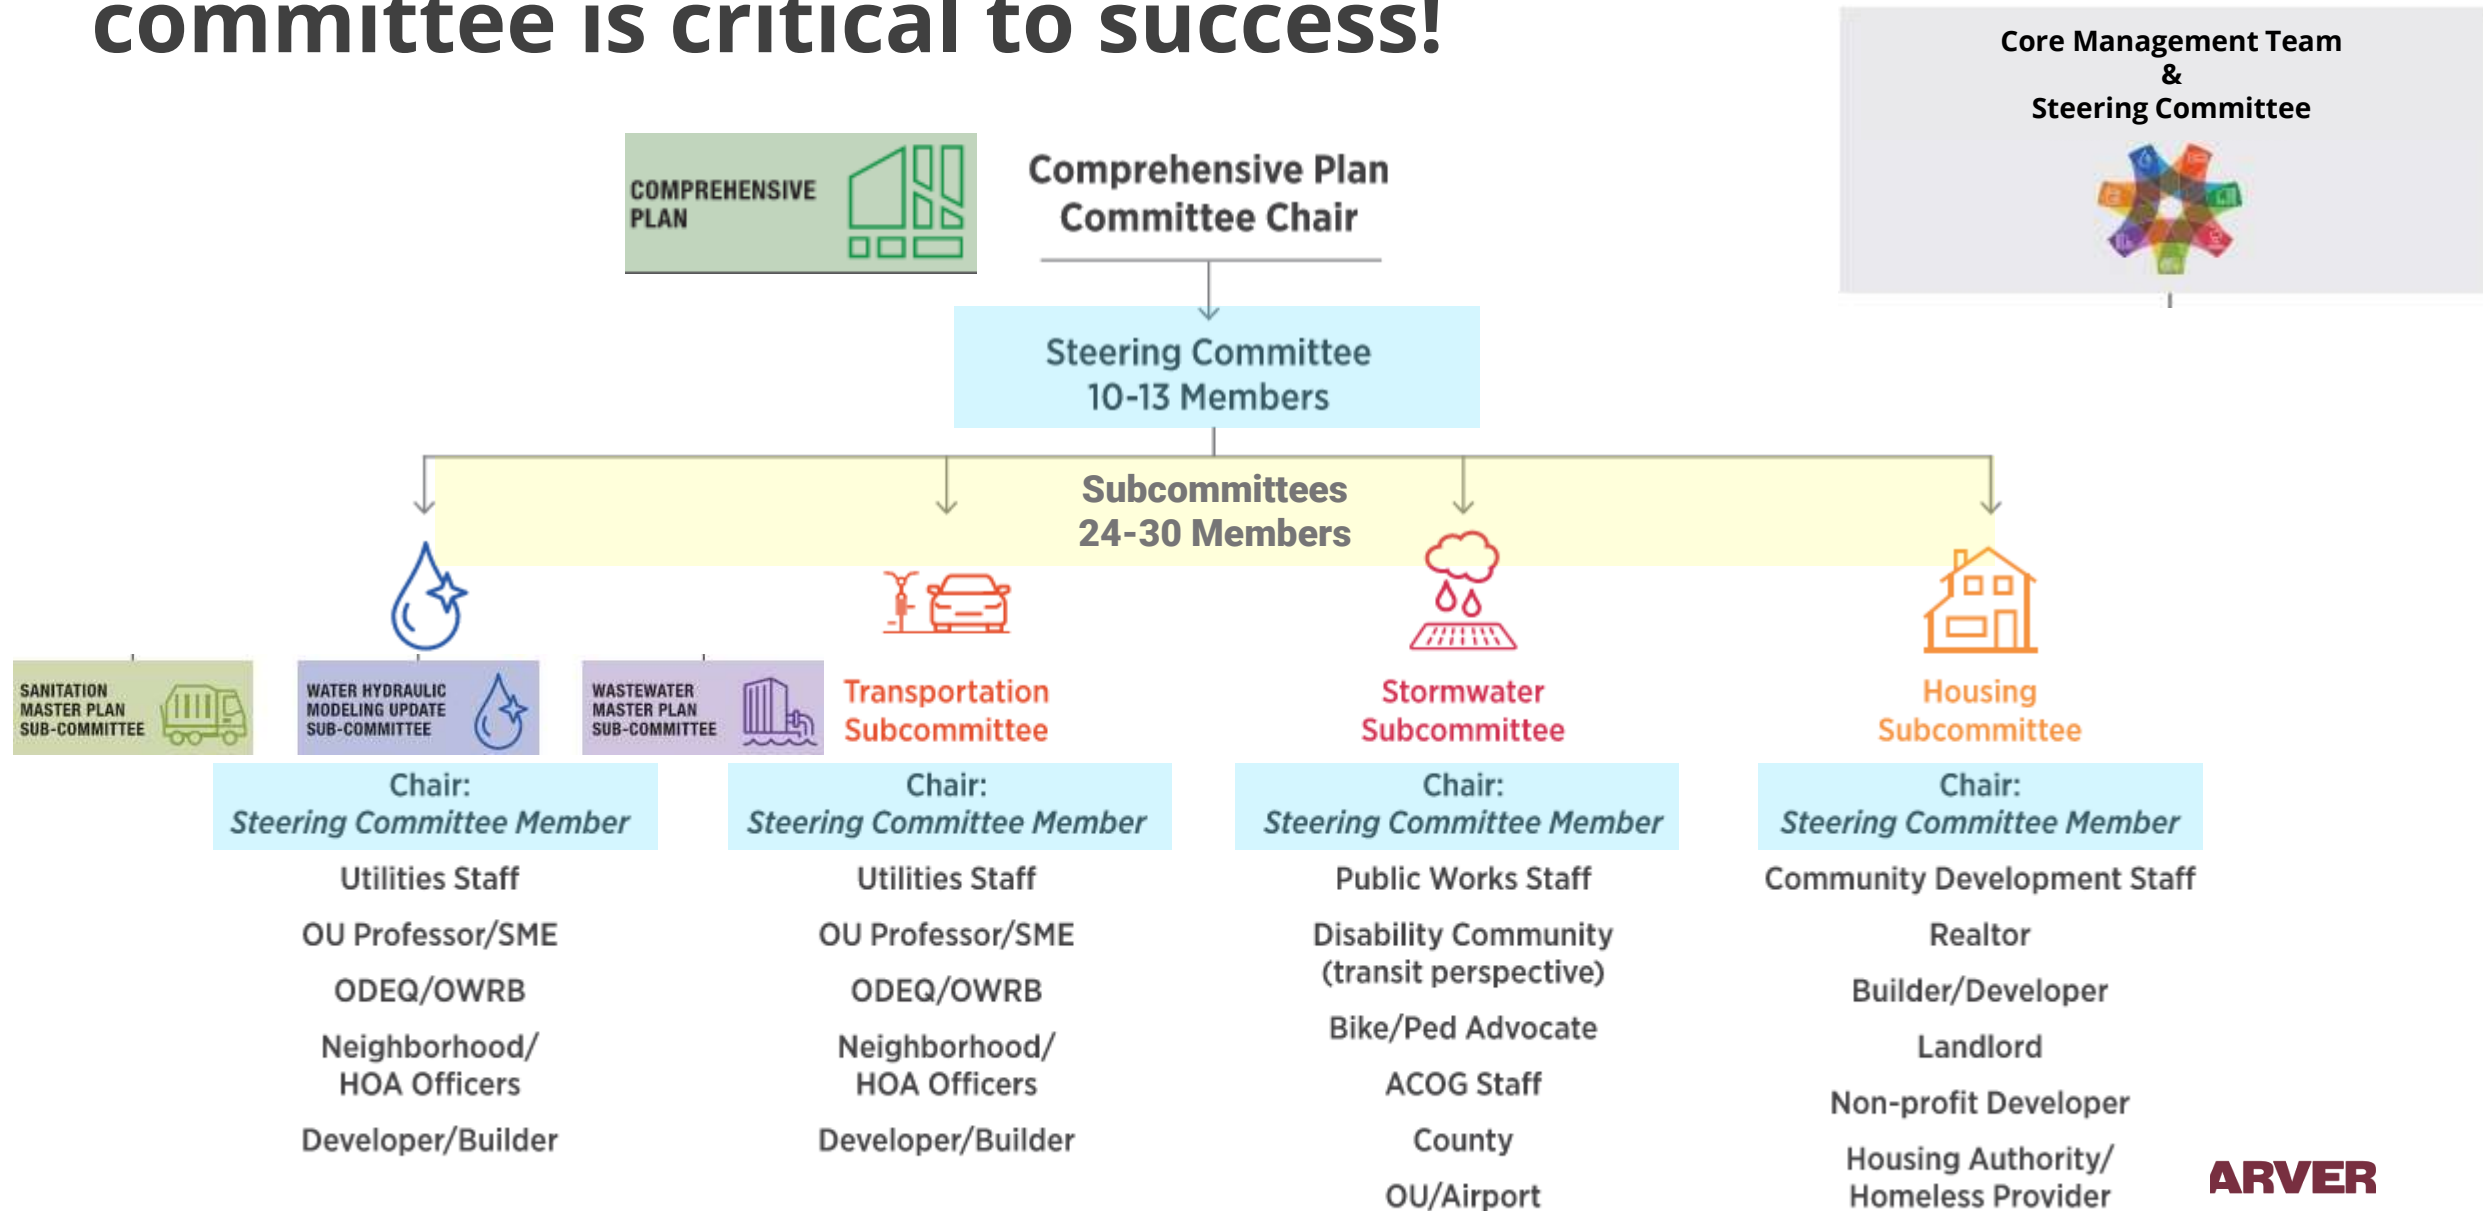 committee is critical to success!
Core Management Team
&
Steering Committee
COMPREHENSIVE
PLAN
Comprehensive Plan
Committee Chair
Steering Committee
10-13 Members
Subcommittees
24-30 Members
SANITATION
MASTER PLAN
SUB-COMMITTEE
WATER HYDRAULIC
MODELING UPDATE
SUB-COMMITTEE
WASTEWATER
MASTER PLAN
SUB-COMMITTEE
Transportation
Subcommittee
Stormwater
Subcommittee
Housing
Subcommittee
Chair:
Steering Committee Member
Utilities Staff
OU Professor/SME
ODEQ/OWRB
Neighborhood/
HOA Officers
Developer/Builder
Chair:
Steering Committee Member
Utilities Staff
OU Professor/SME
ODEQ/OWRB
Neighborhood/
HOA Officers
Developer/Builder
Chair:
Steering Committee Member
Public Works Staff
Disability Community
(transit perspective)
Bike/Ped Advocate
ACOG Staff
County
OU/Airport
Chair:
Steering Committee Member
Community Development Staff
Realtor
Builder/Developer
Landlord
Non-profit Developer
Housing Authority/
Homeless Provider
ARVER